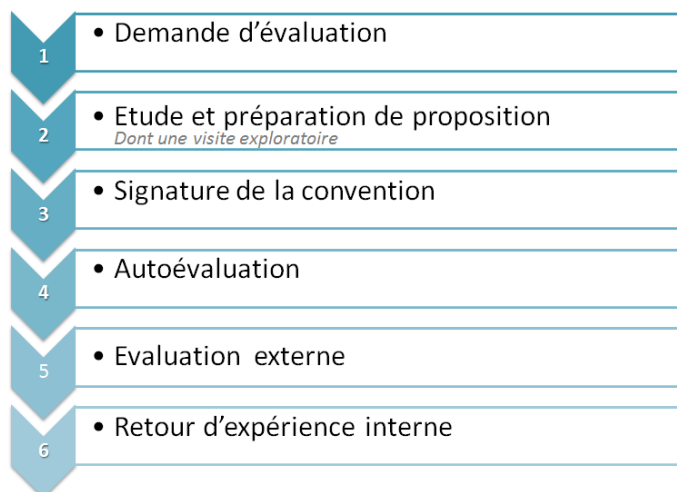 1
• Demande d’évaluation
2
• Etude et préparation de proposition
Dont une visite exploratoire
3
• Signature de la convention
4
• Autoévaluation
5
• Evaluation externe
6
• Retour d’expérience interne